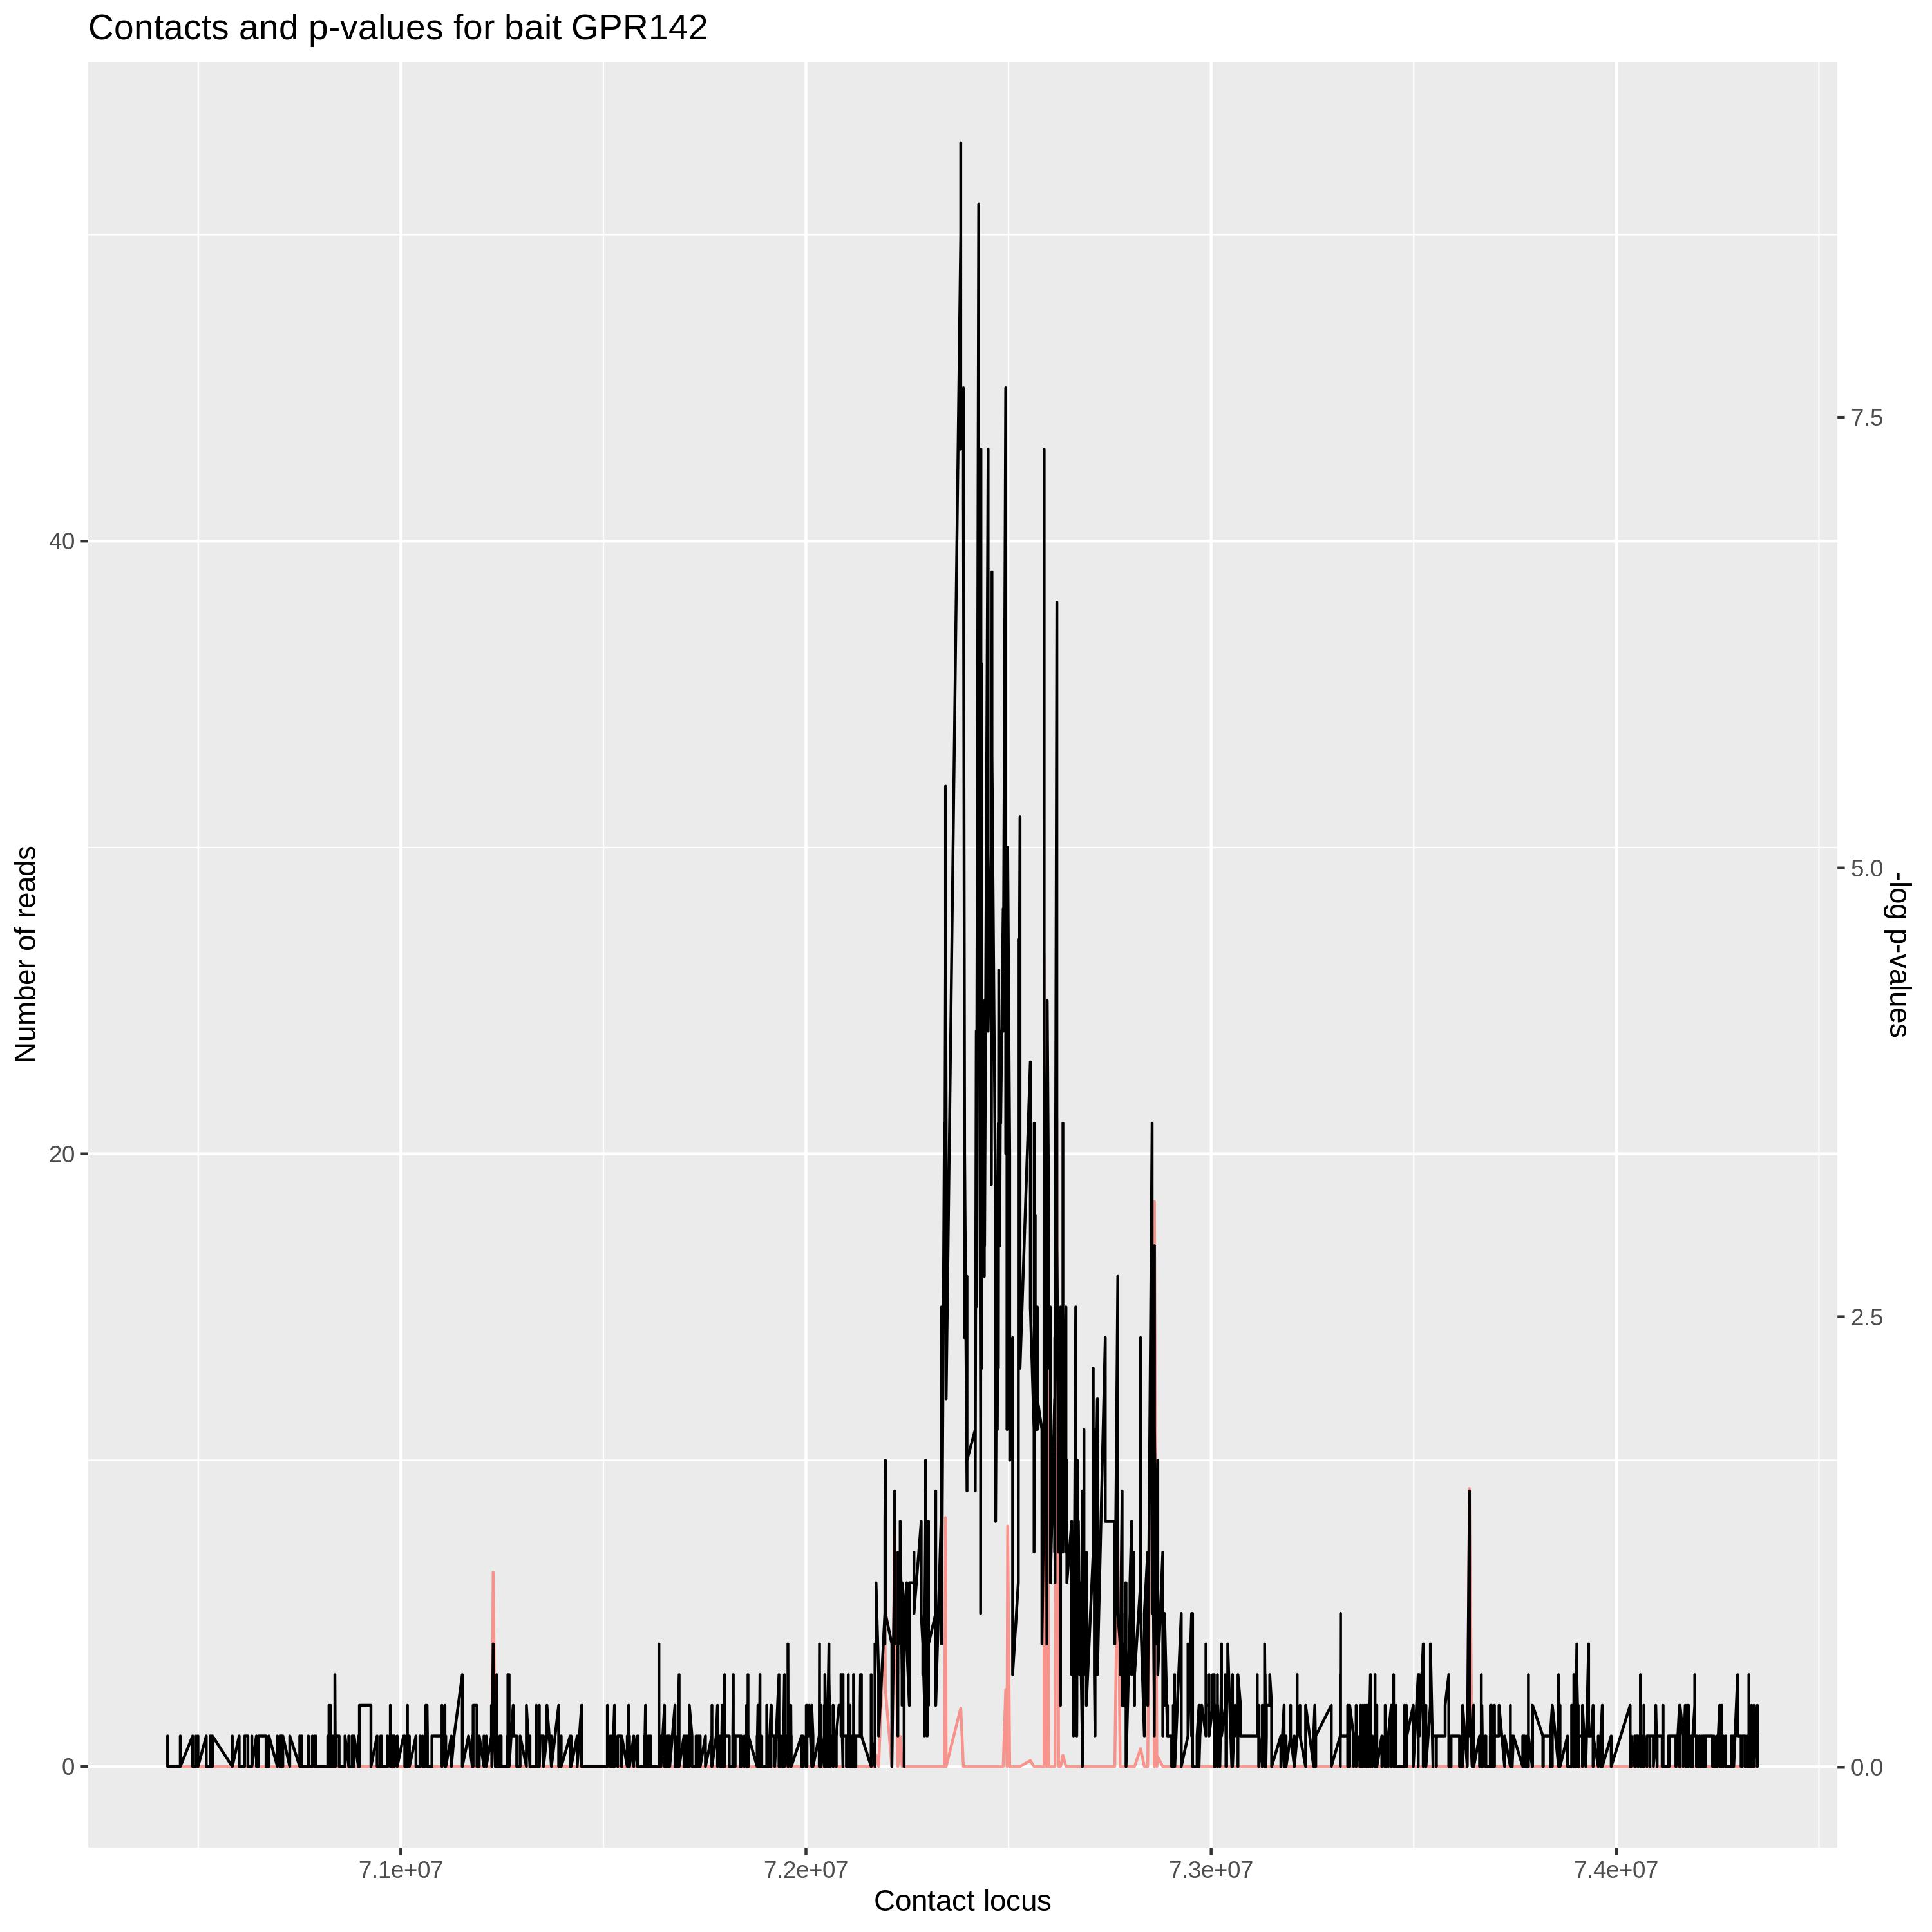 Contacts and p-values for bait GPR142
Number of reads
40
20
0
7.5
5.0
2.5
0.0
-log p-values
7.1e+07
7.2e+07
7.3e+07
7.4e+07
Contact locus